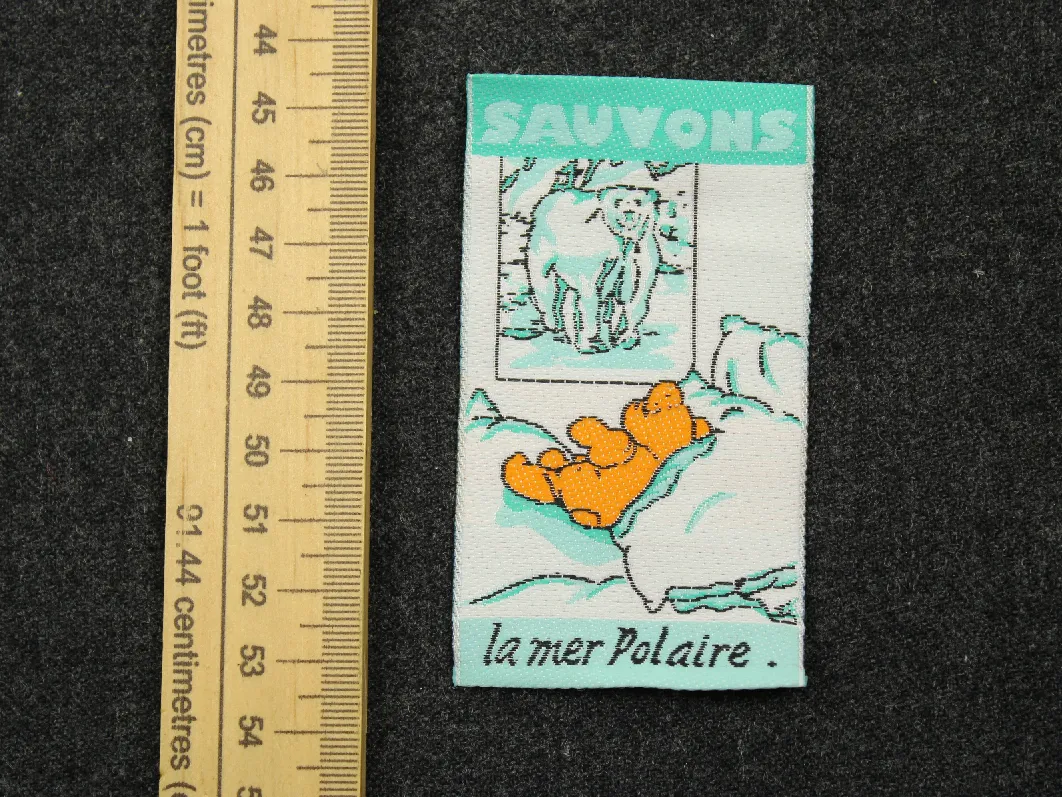 imetres (cm) = 1 foot (ft)
91.44 centimetres (
44
45
46
47
48
49
50
51
52
53
54
SAUVONS
la mer Polaire .